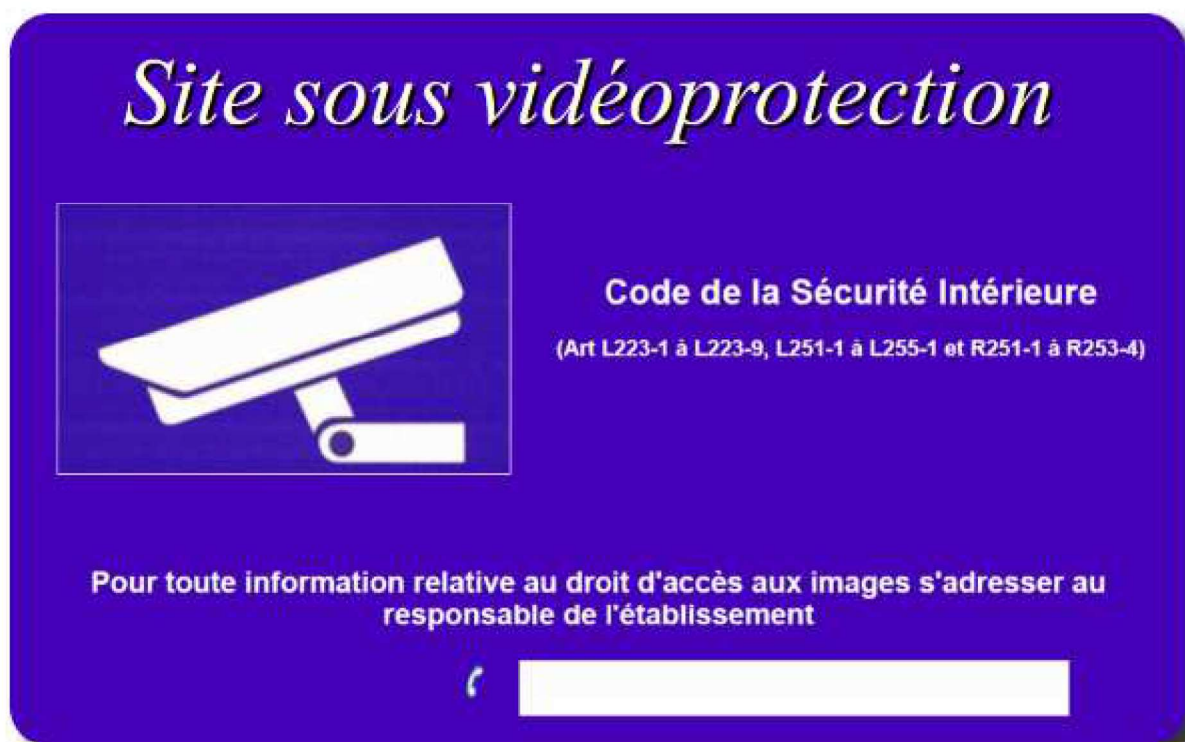 Site sous vidéoprotection
Code de la Sécurité Intérieure
(Art L223-1 à L223-9, L251-1 à L255-1 et R251-1 à R253-4)
Pour toute information relative au droit d'accès aux images s'adresser au
responsable de l'établissement